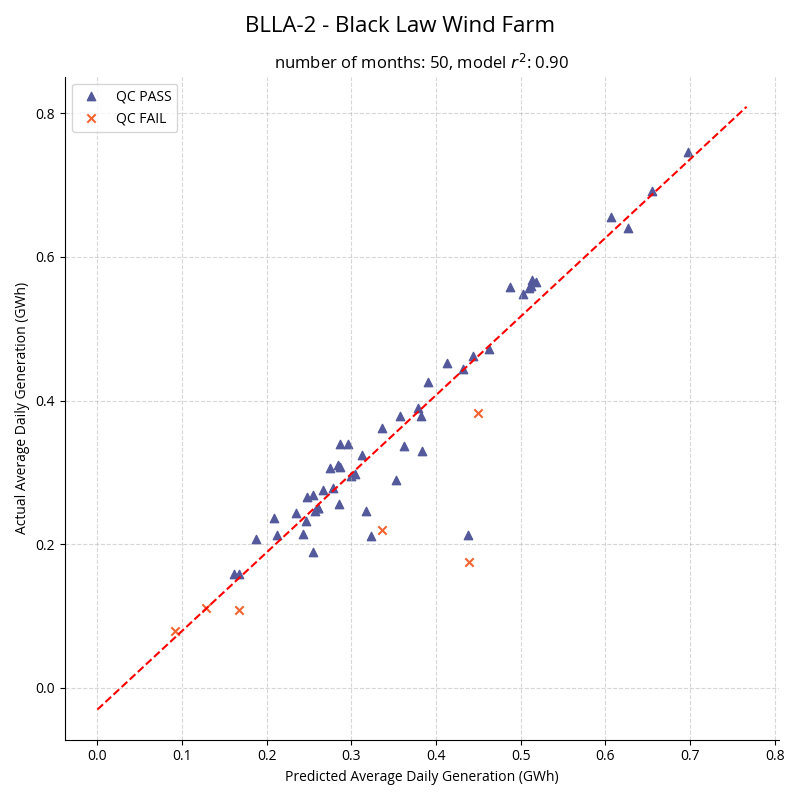 BLLA-2 - Black Law Wind Farm
number of months: 50, model r²: 0.90
QC PASS
QC FAIL
Actual Average Daily Generation (GWh)
0.8
0.6
0.4
0.2
0.0
0.0 0.1 0.2 0.3 0.4 0.5 0.6 0.7 0.8
Predicted Average Daily Generation (GWh)